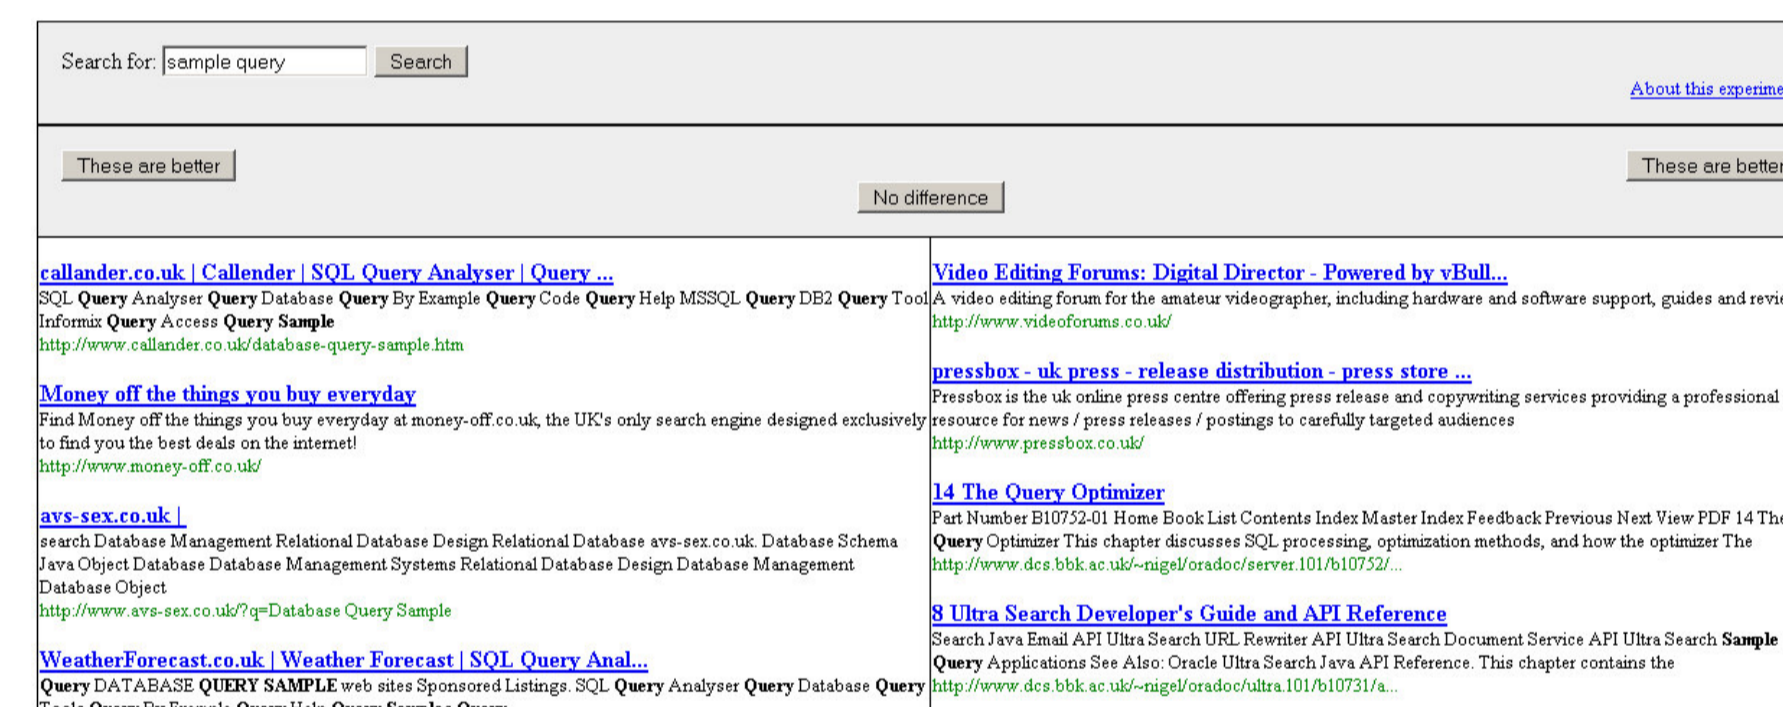 Search for: sample query Search
About this experime
These are better
These are better
No difference
callander.co.uk | Callender | SQL Query Analyser | Query ...
SQL Query Analyser Query Database Query By Example Query Code Query Help MSSQL Query DB2 Query Tool
Informix Query Access Query Sample
http://www.callander.co.uk/database-query-sample.htm
Money off the things you buy everyday
Find Money off the things you buy everyday at money-off.co.uk, the UK's only search engine designed exclusively
to find you the best deals on the internet!
http://www.money-off.co.uk/
avs-sex.co.uk |
search Database Management Relational Database Design Relational Database avs-sex.co.uk. Database Schema
Java Object Database Database Management Systems Relational Database Design Database Management
Database Object
http://www.avs-sex.co.uk/?q=Database Query Sample
WeatherForecast.co.uk | Weather Forecast | SQL Query Anal...
Query DATABASE QUERY SAMPLE web sites Sponsored Listings. SQL Query Analyser Query Database Query
Tools Query By Example Query Help Query Samples Query
Video Editing Forums: Digital Director - Powered by vBull...
A video editing forum for the amateur videographer, including hardware and software support, guides and revie
http://www.videoforums.co.uk/
pressbox - uk press - release distribution - press store ...
Pressbox is the uk online press centre offering press release and copywriting services providing a professional
resource for news / press releases / postings to carefully targeted audiences
http://www.pressbox.co.uk/
14 The Query Optimizer
Part Number B10752-01 Home Book List Contents Index Master Index Feedback Previous Next View PDF 14 The
Query Optimizer This chapter discusses SQL processing, optimization methods, and how the optimizer The
http://www.dcs.bbk.ac.uk/~nigel/oradoc/server.101/b10752/...
8 Ultra Search Developer's Guide and API Reference
Search Java Email API Ultra Search URL Rewriter API Ultra Search Document Service API Ultra Search Sample
Query Applications See Also: Oracle Ultra Search Java API Reference. This chapter contains the
http://www.dcs.bbk.ac.uk/~nigel/oradoc/ultra.101/b10731/a...